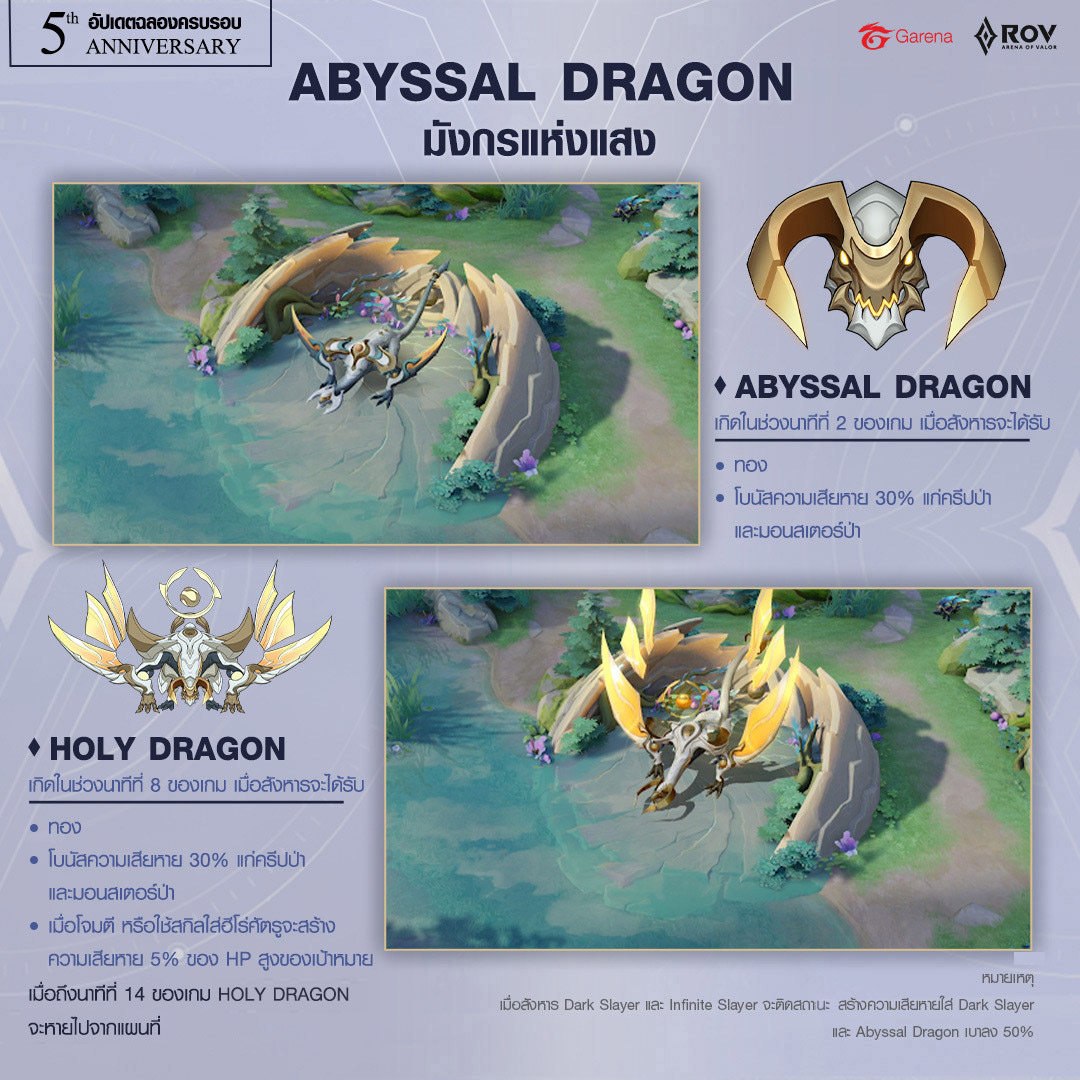 5th อัปเดตฉลองครบรอบ
ANNIVERSARY
Garena
ROV
ARENA OF VALOR
ABYSSAL DRAGON
มังกรแห่งแสง
ABYSSAL DRAGON
เกิดในช่วงนาทีที่ 2 ของเกม เมื่อสังหารจะได้รับ
• ทอง
• โบนัสความเสียหาย 30% แก่ครีปป่า
และมอนสเตอร์ป่า
HOLY DRAGON
เกิดในช่วงนาทีที่ 8 ของเกม เมื่อสังหารจะได้รับ
• ทอง
• โบนัสความเสียหาย 30% แก่ครีปป่า
และมอนสเตอร์ป่า
• เมื่อโจมตี หรือใช้สกิลใส่ฮีโร่ศัตรูจะสร้าง
ความเสียหาย 5% ของ HP สูงของเป้าหมาย
เมื่อถึงนาทีที่ 14 ของเกม HOLY DRAGON
จะหายไปจากแผนที่
หมายเหตุ
เมื่อสังหาร Dark Slayer และ Infinite Slayer จะติดสถานะ สร้างความเสียหายใส่ Dark Slayer
และ Abyssal Dragon เบาลง 50%